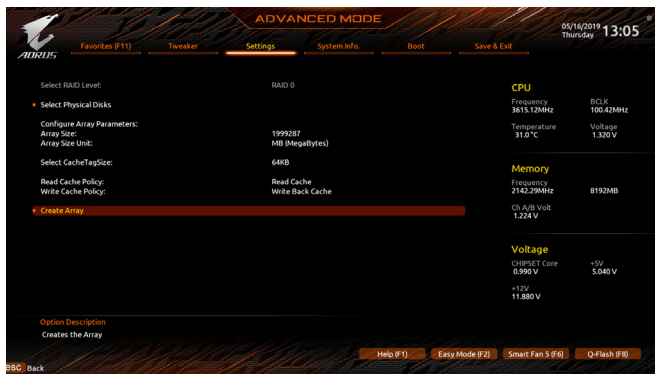 ADVANCED MODE
05/16/2019 Thursday 13:05
AORUS
Favorites (F11) Tweaker Settings System Info. Boot Save & Exit
Select RAID Level: RAID 0
Select Physical Disks
Configure Array Parameters:
Array Size: 1999287
Array Size Unit: MB (MegaBytes)
Select CacheTagSize: 64KB
Read Cache Policy: Read Cache
Write Cache Policy: Write Back Cache
Create Array
CPU
Frequency BCLK
3615.12MHz 100.42MHz
Temperature Voltage
31.0 °C 1.320 V
Memory
Frequency
2142.29MHz 8192MB
Ch A/B Volt
1.224 V
Voltage
CHIPSET Core +5V
0.990 V 5.040 V
+12V
11.880 V
Option Description
Creates the Array
Help (F1) Easy Mode (F2) Smart Fan 5 (F6) Q-Flash (F8)
esc Back